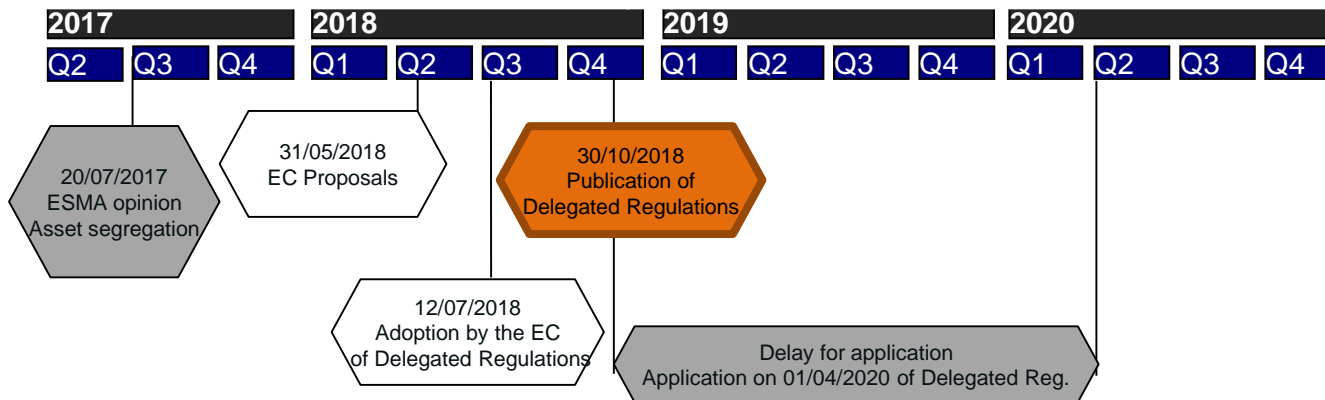 2017 2018 2019 2020
Q2 Q3 Q4 Q1 Q2 Q3 Q4 Q1 Q2 Q3 Q4 Q1 Q2 Q3 Q4
20/07/2017
ESMA opinion
Asset segregation
31/05/2018
EC Proposals
30/10/2018
Publication of
Delegated Regulations
12/07/2018
Adoption by the EC
of Delegated Regulations
Delay for application
Application on 01/04/2020 of Delegated Reg.